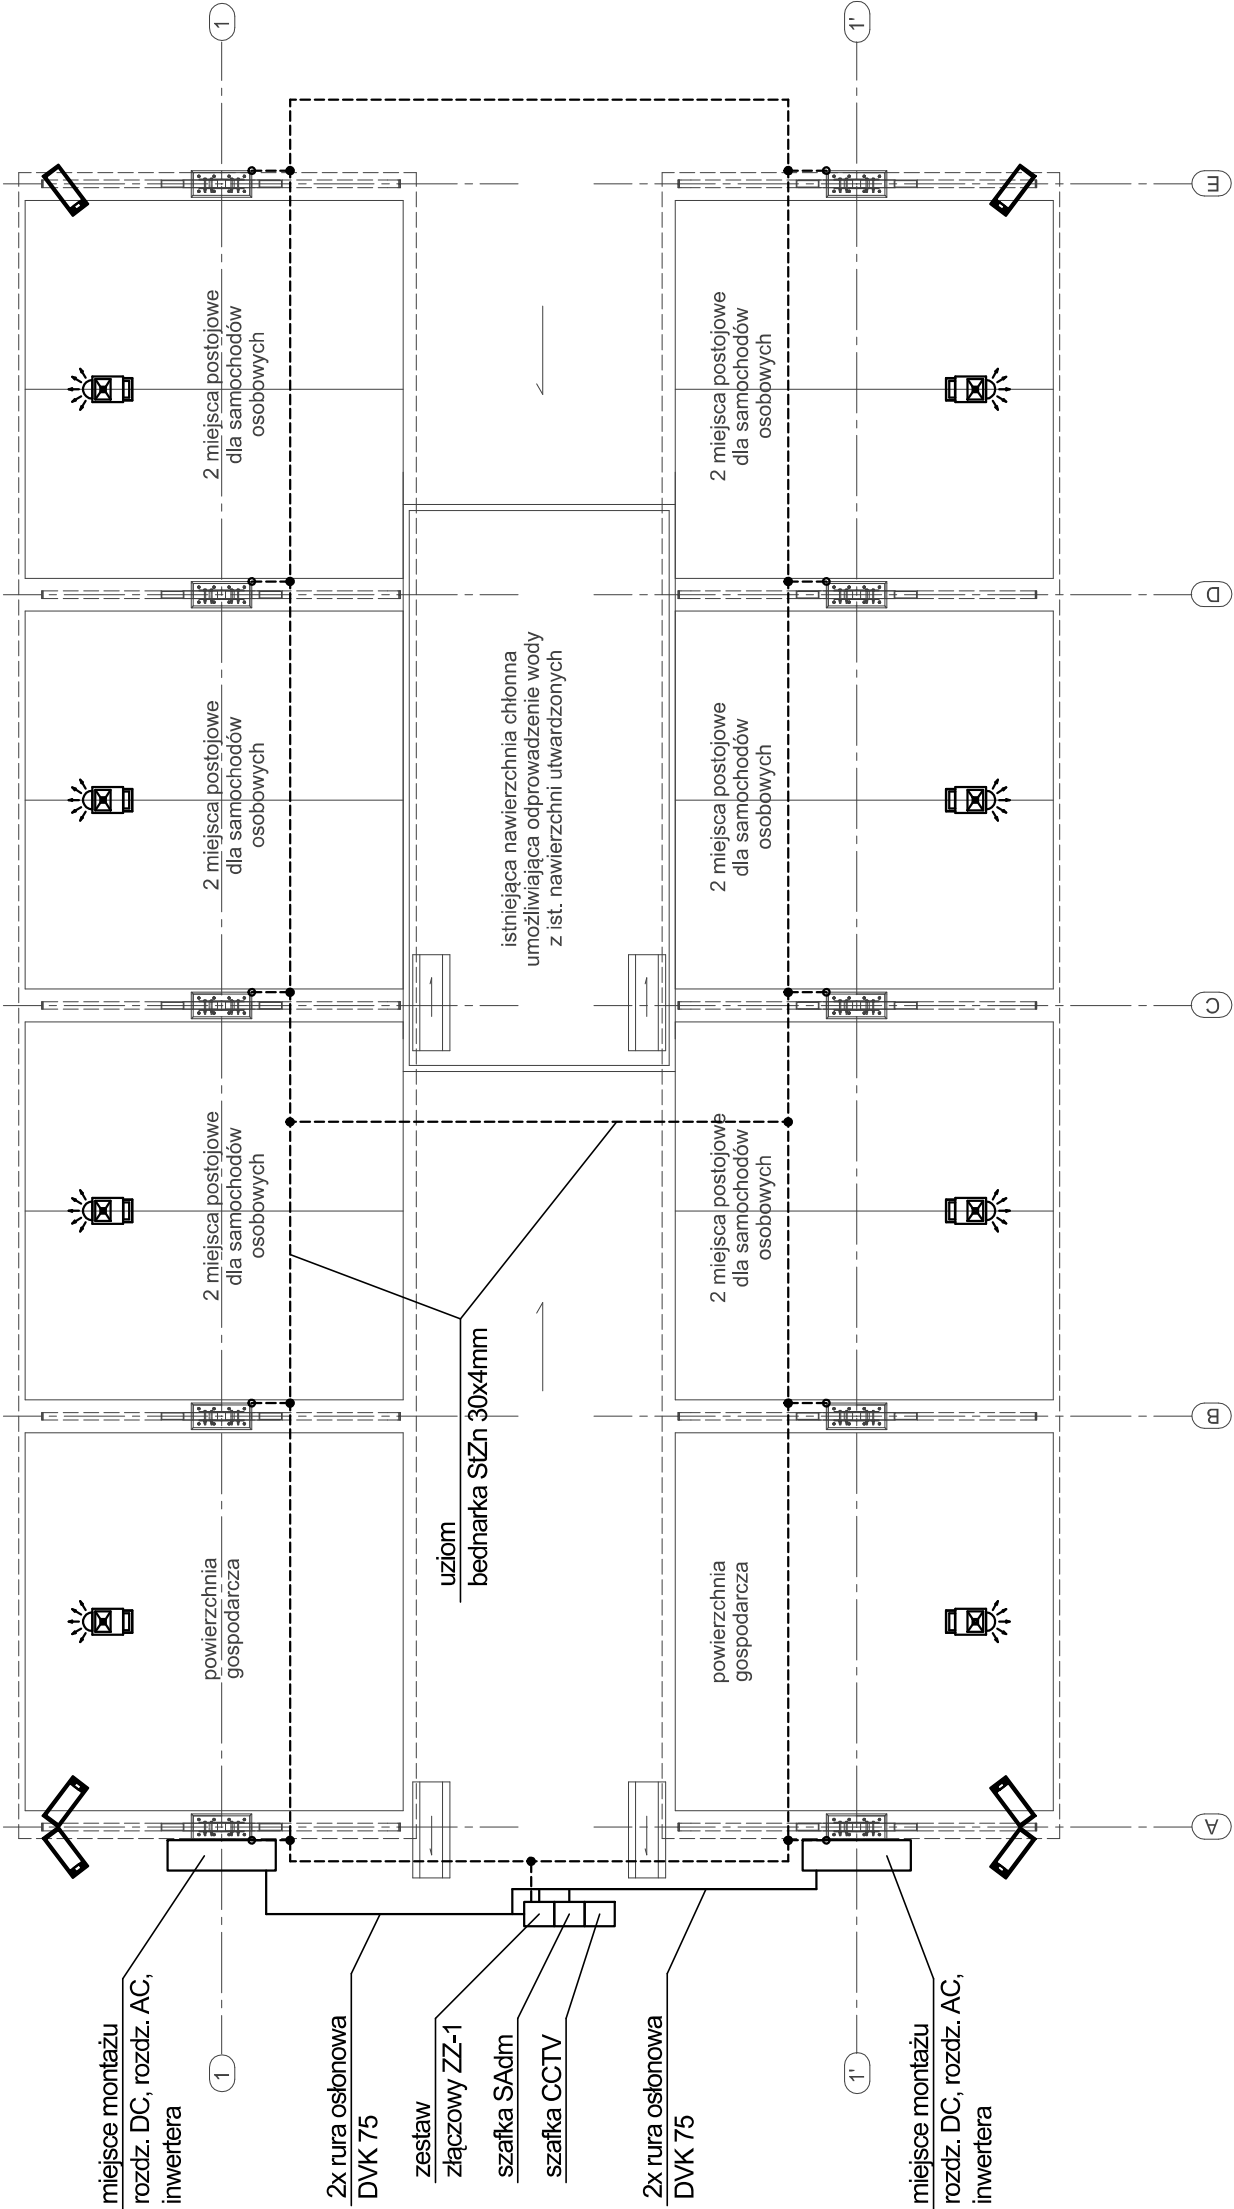 miejsce montażu
rozdz. DC, rozdz. AC,
inwertera
1
2x rura osłonowa
DVK 75
zestaw
złączowy ZZ-1
szafka SAdm
szafka CCTV
2x rura osłonowa
DVK 75
1'
miejsce montażu
rozdz. DC, rozdz. AC,
inwertera
powierzchnia
gospodarcza
2 miejsca postojowe
dla samochodów
osobowych
2 miejsca postojowe
dla samochodów
osobowych
2 miejsca postojowe
dla samochodów
osobowych
1
uziom
bednarka StZn 30x4mm
istniejąca nawierzchnia chłonna
umożliwiająca odprowadzenie wody
z ist. nawierzchni utwardzonych
powierzchnia
gospodarcza
2 miejsca postojowe
dla samochodów
osobowych
2 miejsca postojowe
dla samochodów
osobowych
2 miejsca postojowe
dla samochodów
osobowych
1'
A
B
C
D
E